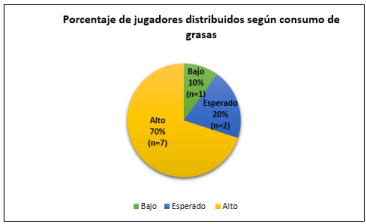 Porcentaje de jugadores distribuidos según consumo de
grasas
Bajo
10%
(n=1)
Esperado
20%
(n=2)
Alto
70%
(n=7)
Bajo Esperado Alto